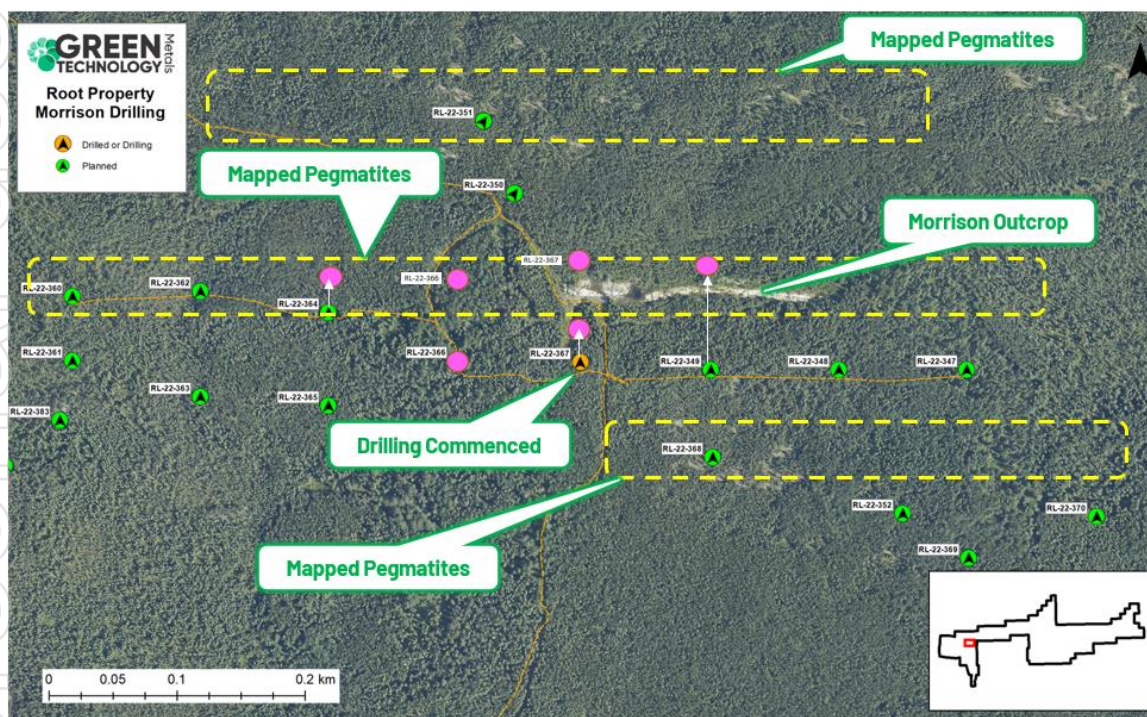 GREEN
TECHNOLOGY
Metals
Root Property
Morrison Drilling
Drilled or Drilling
Planned
Mapped Pegmatites
RL-22-351
Mapped Pegmatites
RL-22-350
Morrison Outcrop
RL-22-367
RL-22-366
RL-22-362
RL-22-360
RL-22-364
RL-22-361
RL-22-366
RL-22-367
RL-22-349
RL-22-348
RL-22-347
RL-22-363
RL-22-365
RL-22-383
Drilling Commenced
RL-22-368
RL-22-352
RL-22-370
Mapped Pegmatites
RL-22-369
0 0.05 0.1 0.2 km